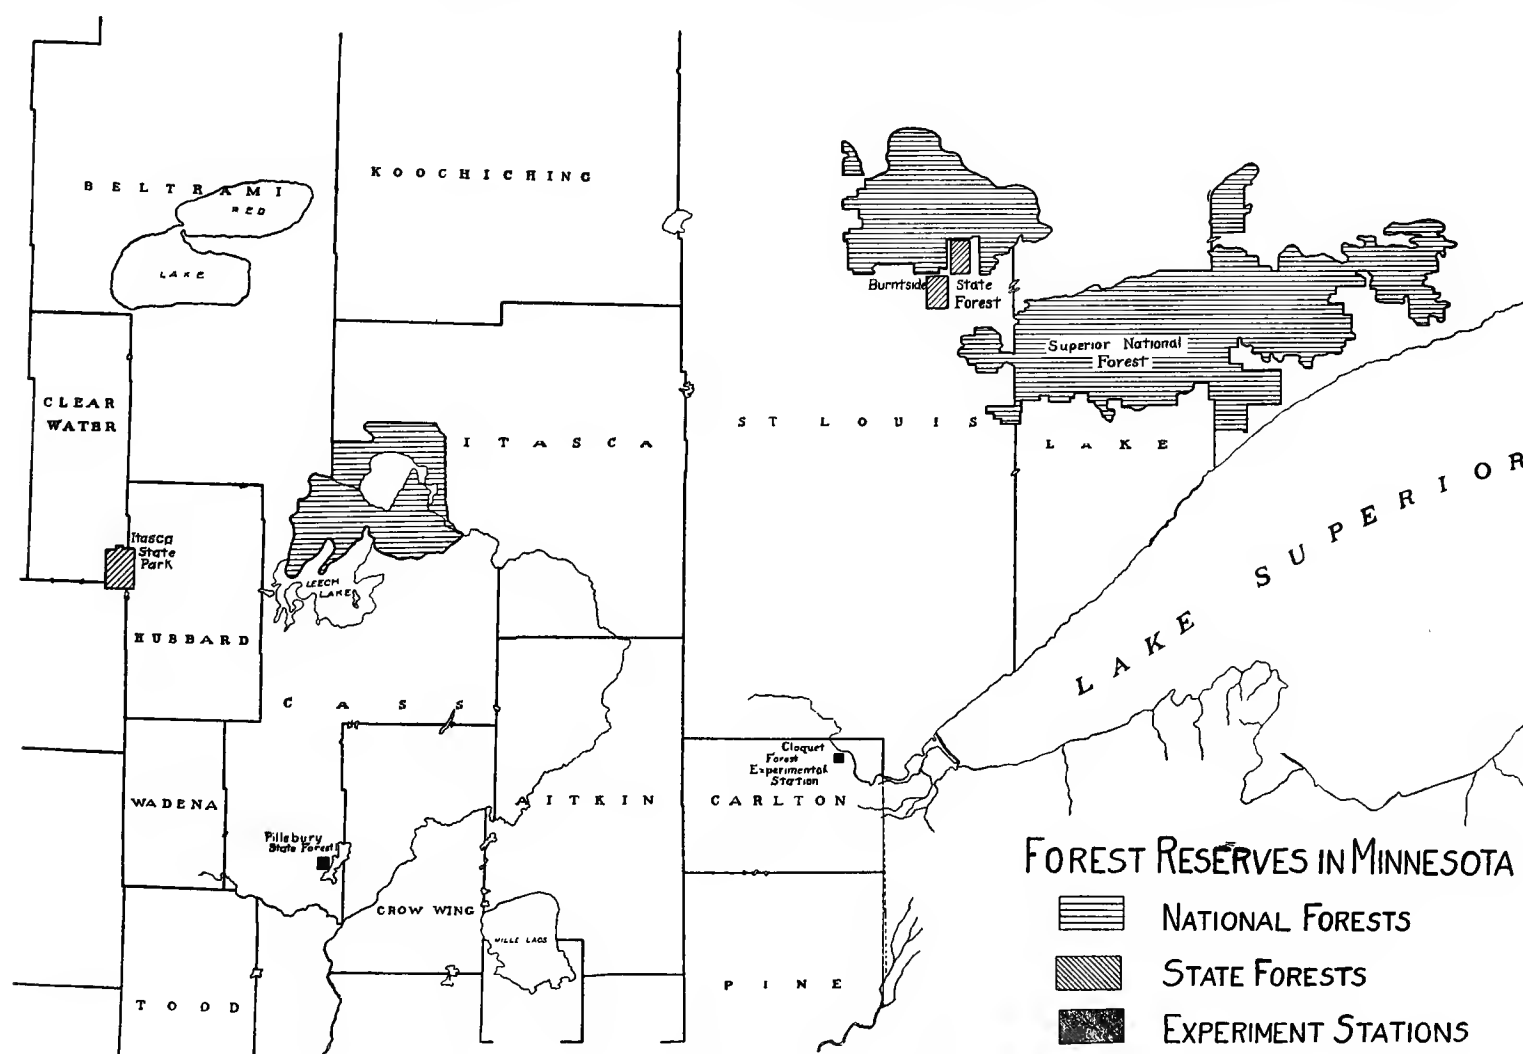 KOOCHICHING
BELTRAMI
RED
LAKE
Burntside State
Forest
Superior National
Forest
CLEAR
WATER
ITASCA
ST LOUIS
LAKE
LAKE SUPERIOR
Itasca
State
Park
LEECH
LAKE
HUBBARD
CASS
Cloquet
Forest
Experimental
Station
WADENA
AITKIN
CARLTON
Pillsbury
State Forest
CROW WING
MILLE LACS
PINE
TODD
FOREST RESERVES IN MINNESOTA
NATIONAL FORESTS
STATE FORESTS
EXPERIMENT STATIONS